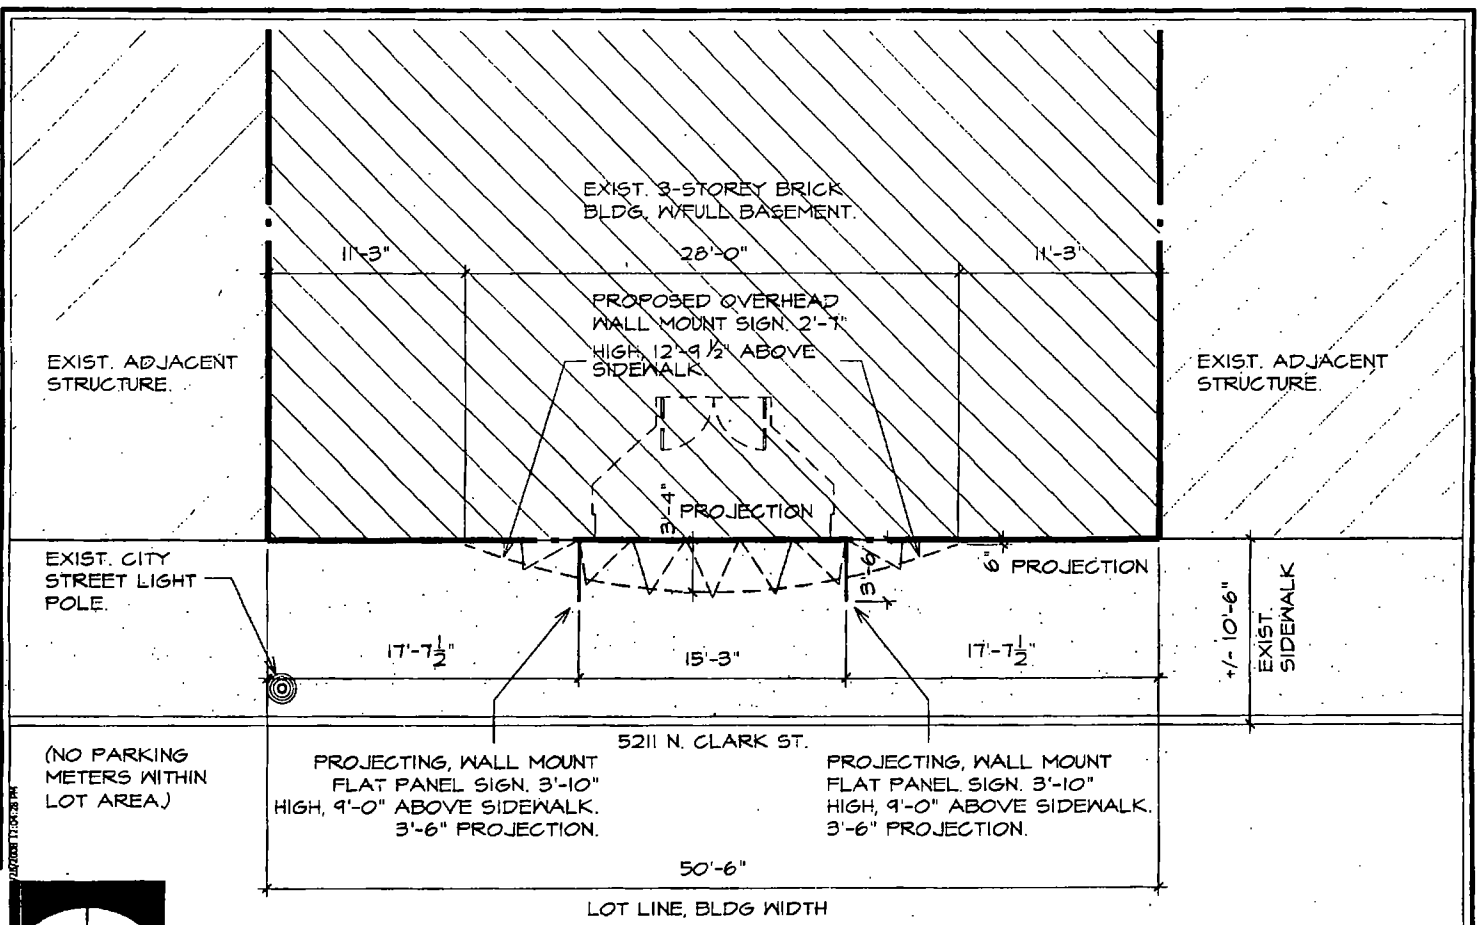 EXIST. 3-STOREY BRICK
BLDG. W/FULL BASEMENT.
11'-3"
28'-0"
11'-3"
PROPOSED OVERHEAD
WALL MOUNT SIGN. 2'-7"
HIGH, 12'-9 1/2" ABOVE
SIDEWALK.
EXIST. ADJACENT
STRUCTURE.
EXIST. ADJACENT
STRUCTURE.
3'-4"
PROJECTION
EXIST. CITY
STREET LIGHT
POLE.
3'-6"
6"
PROJECTION
+/- 10'-6"
EXIST.
SIDEWALK
17'-7 1/2"
15'-3"
17'-7 1/2"
5211 N. CLARK ST.
(NO PARKING
METERS WITHIN
LOT AREA.)
PROJECTING, WALL MOUNT
FLAT PANEL SIGN. 3'-10"
HIGH, 9'-0" ABOVE SIDEWALK.
3'-6" PROJECTION.
PROJECTING, WALL MOUNT
FLAT PANEL SIGN. 3'-10"
HIGH, 9'-0" ABOVE SIDEWALK.
3'-6" PROJECTION.
50'-6"
LOT LINE, BLDG WIDTH